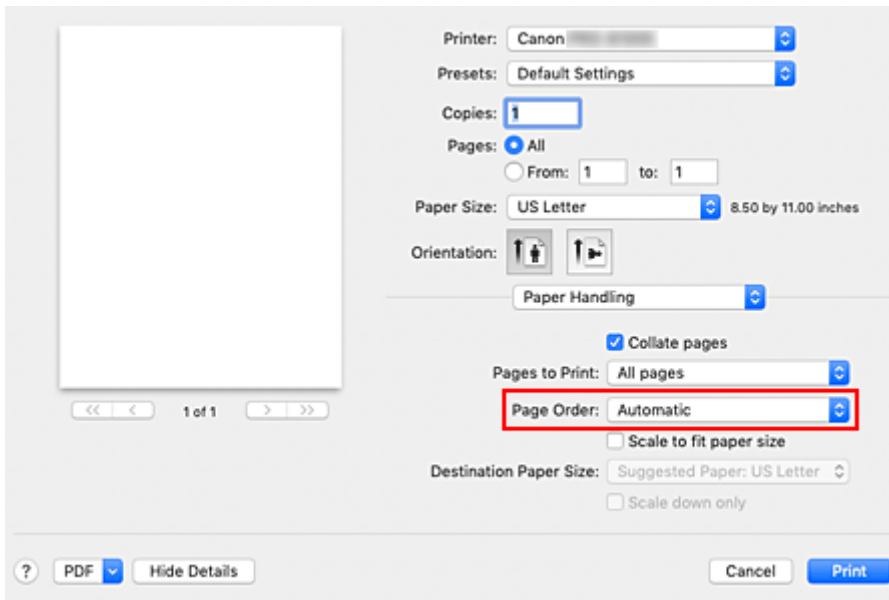 Printer: Canon
Presets: Default Settings
Copies: 1
Pages: All
From: 1 to: 1
Paper Size: US Letter 8.50 by 11.00 inches
Orientation:
Paper Handling
Collate pages
Pages to Print: All pages
1 of 1
Page Order: Automatic
Scale to fit paper size
Destination Paper Size: Suggested Paper: US Letter
Scale down only
? PDF Hide Details Cancel Print